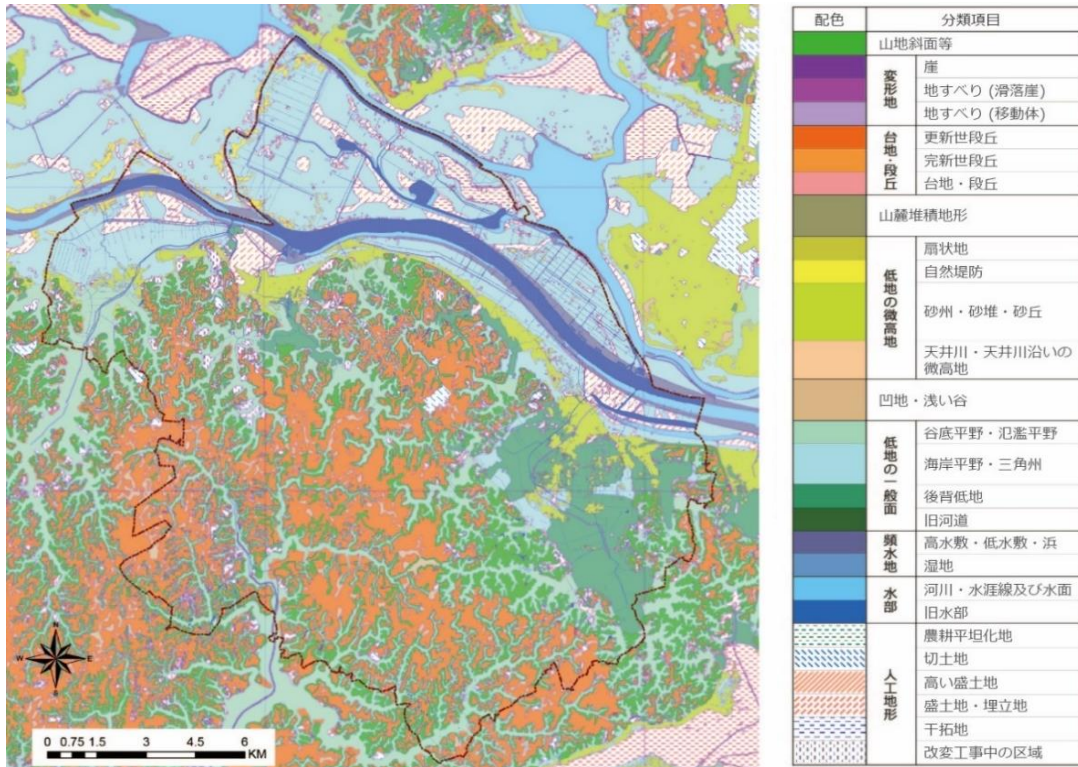 N
W
E
S
0 0.75 1.5 3 4.5 6
KM
配色 分類項目
山地斜面等
変形地
崖
地すべり (滑落崖)
地すべり (移動体)
台地・段丘
更新世段丘
完新世段丘
台地・段丘
山麓堆積地形
低地の微高地
扇状地
自然堤防
砂州・砂堆・砂丘
天井川・天井川沿いの
微高地
凹地・浅い谷
低地の一般面
谷底平野・氾濫平野
海岸平野・三角州
後背低地
旧河道
頻水地
高水敷・低水敷・浜
湿地
水部
河川・水涯線及び水面
旧水部
人工地形
農耕平坦化地
切土地
高い盛土地
盛土地・埋立地
干拓地
改変工事中の区域